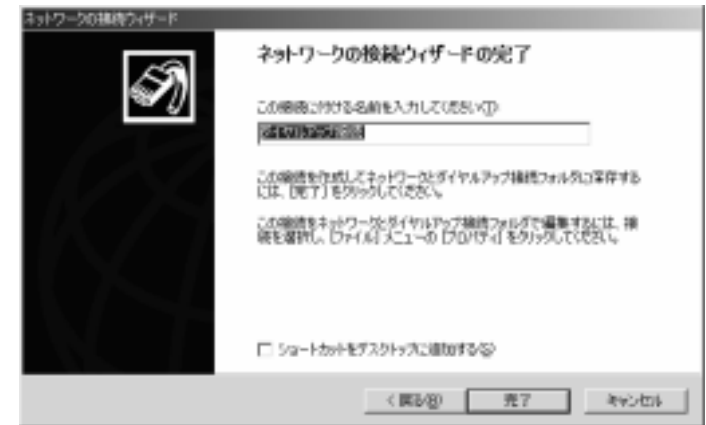 ネットワークの接続ウィザード
ネットワークの接続ウィザードの完了
この接続に付ける名前を入力してください(T)
ダイヤルアップ接続
この接続を作成してネットワークとダイヤルアップ接続フォルダに保存する
には、[完了] をクリックしてください。
この接続をネットワークとダイヤルアップ接続フォルダで編集するには、接
続を選択し、[ファイル] メニューの [プロパティ] をクリックしてください。
ショートカットをデスクトップに追加する(S)
< 戻る(B)
完了
キャンセル